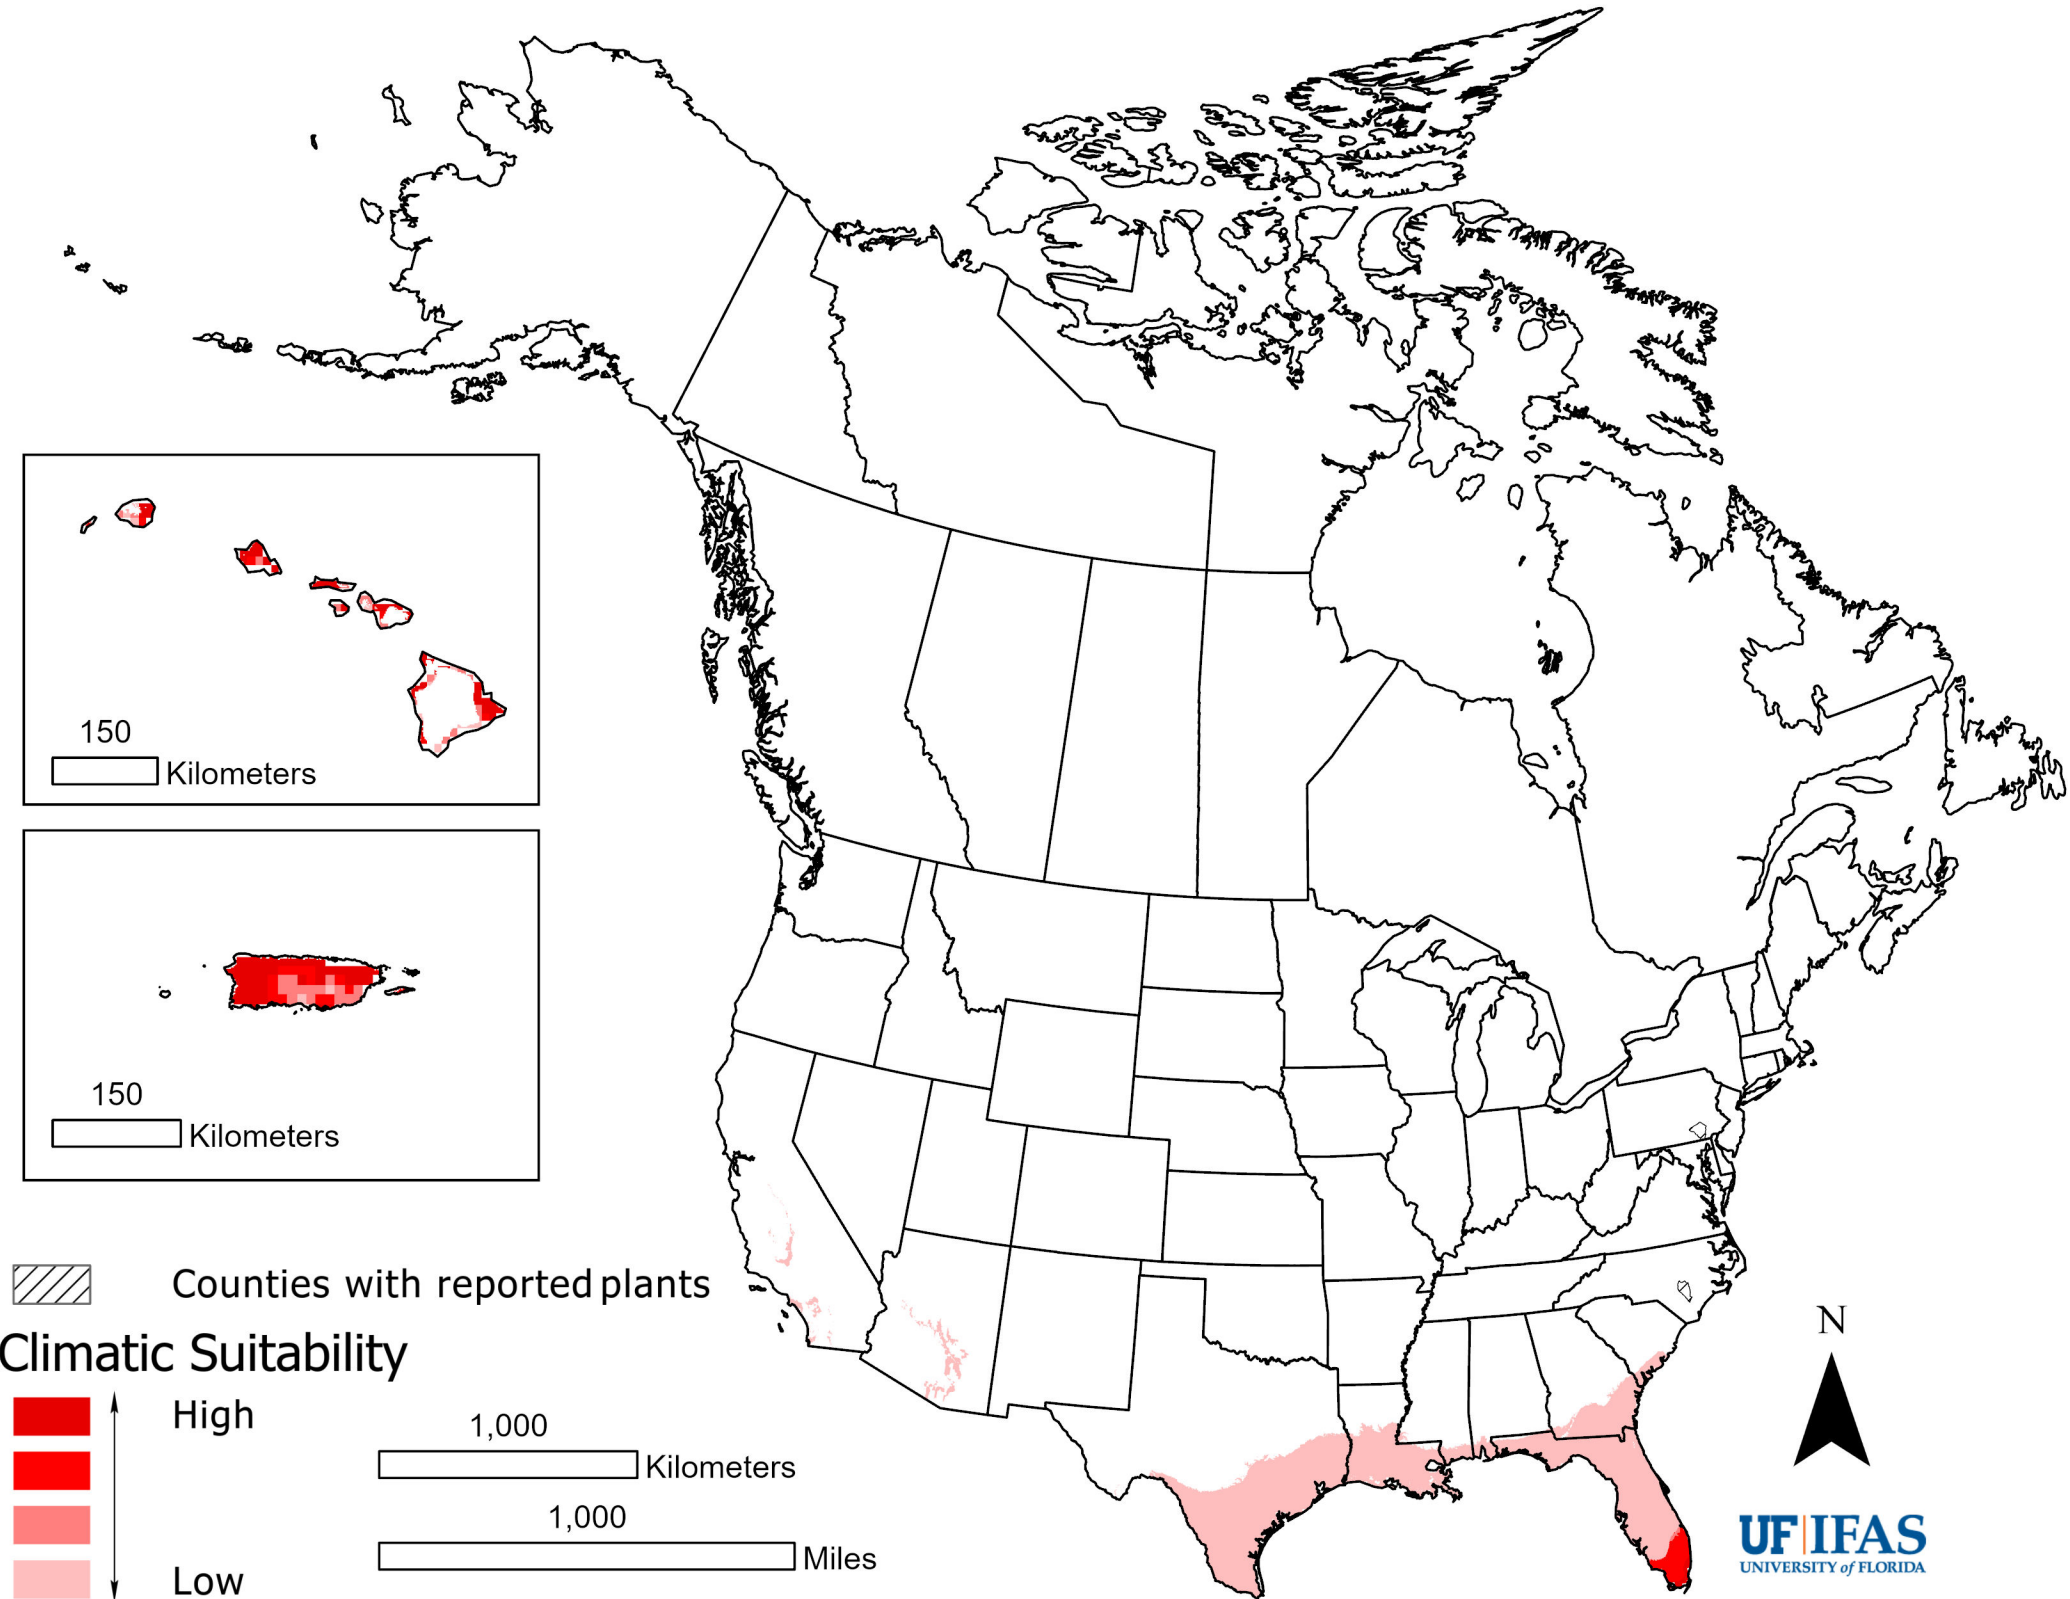 150
Kilometers
150
Kilometers
Counties with reported plants
Climatic Suitability
High
Low
1,000
Kilometers
1,000
Miles
N
UF|IFAS
UNIVERSITY of FLORIDA